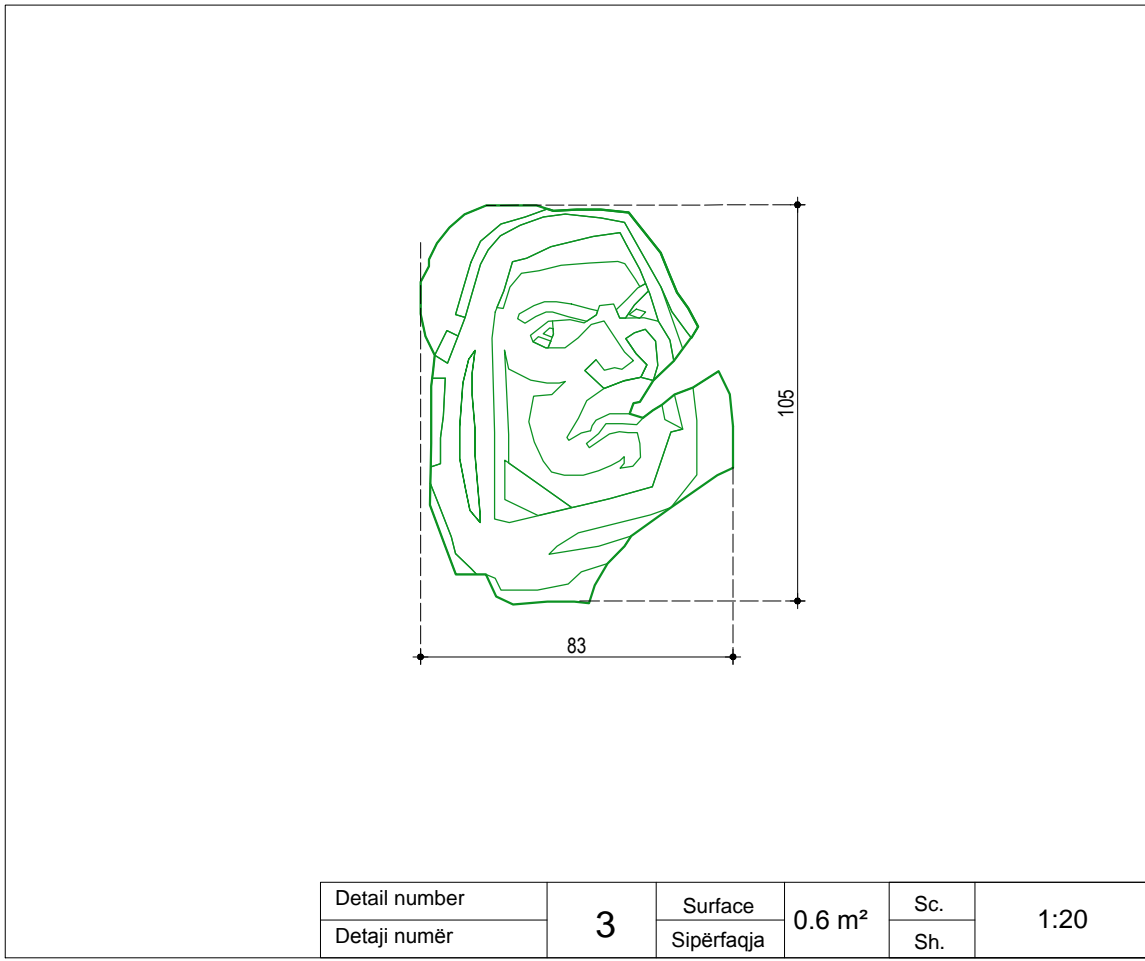 105
83
Detail number
Detaji numër
3
Surface
Sipërfaqja
0.6 m²
Sc.
Sh.
1:20